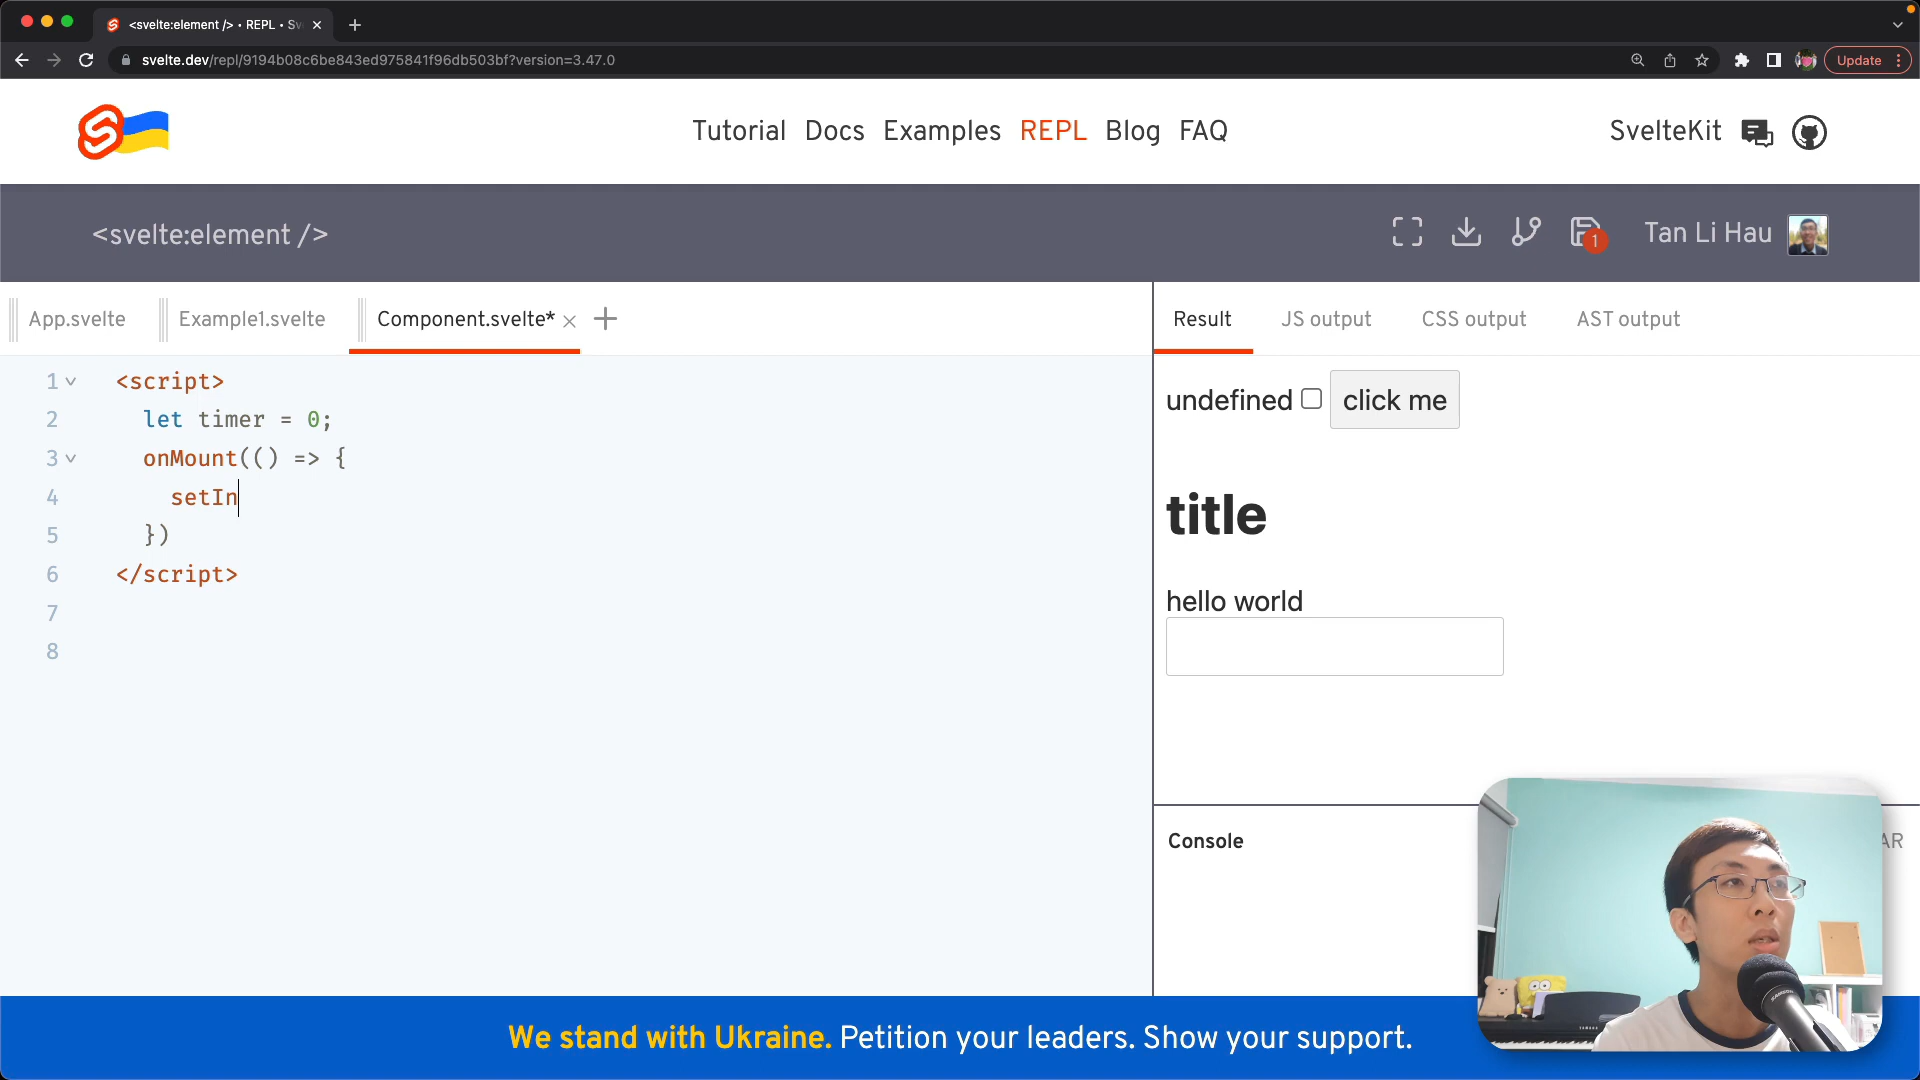 <svelte:element /> • REPL • Sv
svelte.dev/repl/9194b08c6be843ed975841f96db503bf?version=3.47.0
Update
Tutorial Docs Examples REPL Blog FAQ
SvelteKit
<svelte:element />
1
Tan Li Hau
App.svelte
Example1.svelte
Component.svelte*
Result
JS output
CSS output
AST output
1 <script>
2 let timer = 0;
3 onMount(() => {
4 setIn
5 })
6 </script>
7
8
undefined
click me
title
hello world
Console
AR
We stand with Ukraine. Petition your leaders. Show your support.